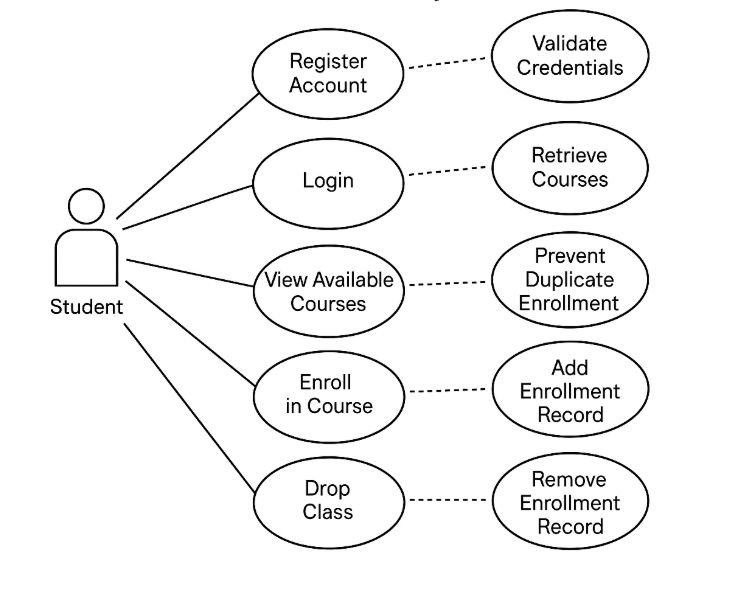 Register
Account
Validate
Credentials
Login
Retrieve
Courses
Student
View Available
Courses
Prevent
Duplicate
Enrollment
Enroll
in Course
Add
Enrollment
Record
Drop
Class
Remove
Enrollment
Record